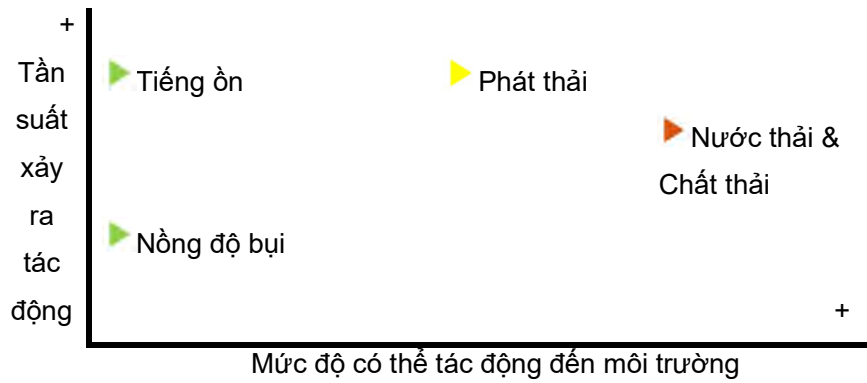 +
Tần
suất
xảy
ra
tác
động
Tiếng ồn
Phát thải
Nước thải &
Chất thải
Nồng độ bụi
+
Mức độ có thể tác động đến môi trường